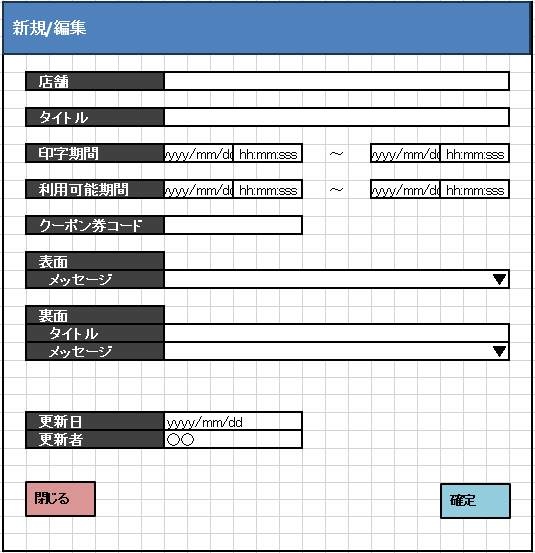 新規/編集
店舗
タイトル
印字期間 yyyy/mm/dd hh:mm:sss ～ yyyy/mm/dd hh:mm:sss
利用可能期間 yyyy/mm/dd hh:mm:sss ～ yyyy/mm/dd hh:mm:sss
クーポン券コード
表面
メッセージ ▼
裏面
タイトル
メッセージ ▼
更新日 yyyy/mm/dd
更新者 〇〇
閉じる 確定